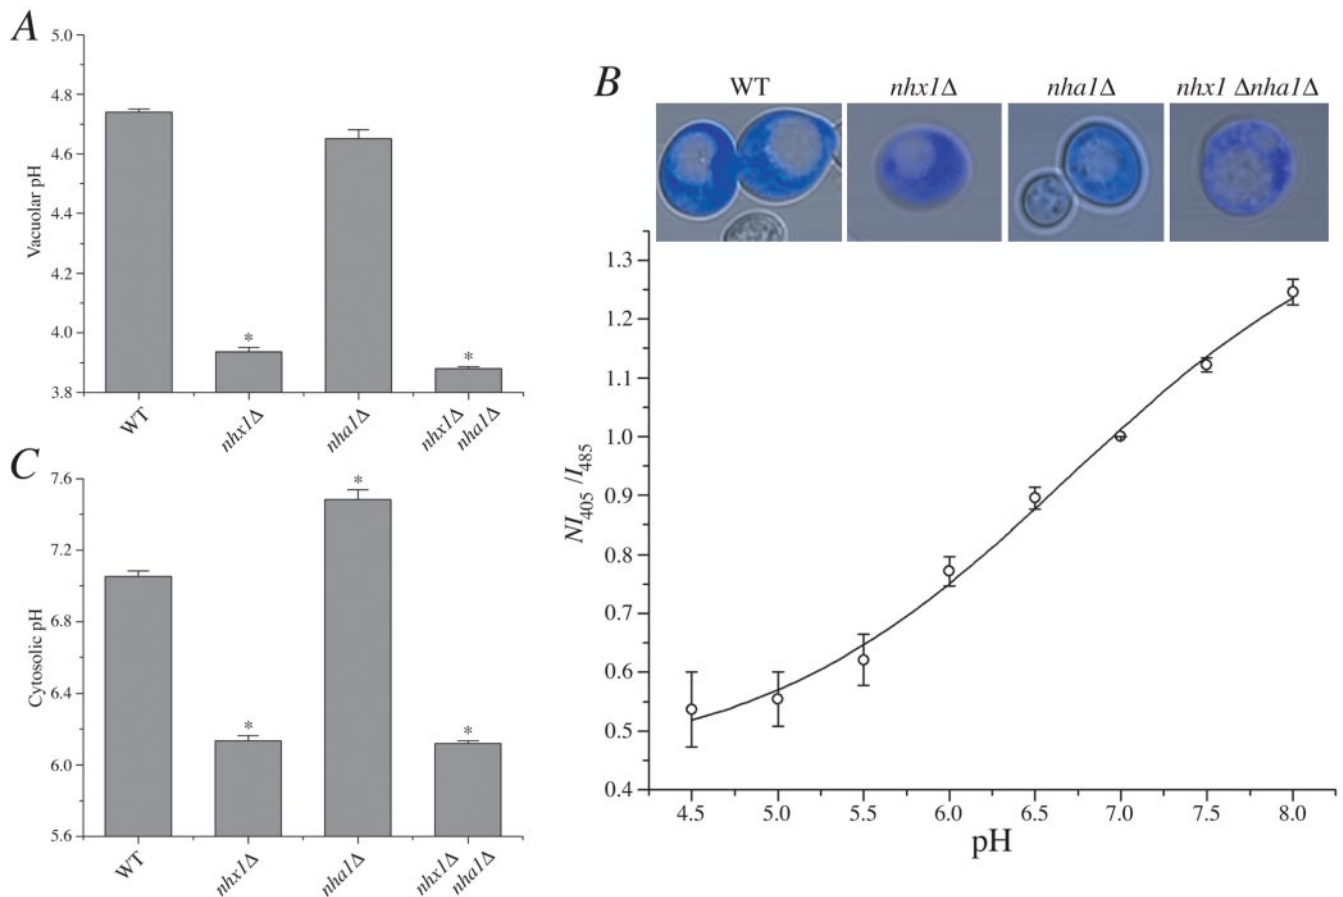 A
5.0
4.8
4.6
4.4
4.2
4.0
3.8
Vacuolar pH
*
*
WT
nhx1Δ
nha1Δ
nhx1Δ
nha1Δ
B
WT
nhx1Δ
nha1Δ
nhx1 Δnha1Δ
1.3
1.2
1.1
1.0
0.9
0.8
0.7
0.6
0.5
0.4
NI405 /I485
4.5 5.0 5.5 6.0 6.5 7.0 7.5 8.0
pH
C
7.6
7.2
6.8
6.4
6.0
5.6
Cytosolic pH
*
*
*
WT
nhx1Δ
nha1Δ
nhx1Δ
nha1Δ